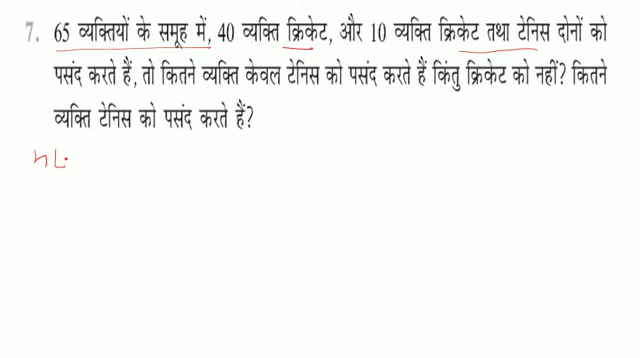 7. 65 व्यक्तियों के समूह में, 40 व्यक्ति क्रिकेट, और 10 व्यक्ति क्रिकेट तथा टेनिस दोनों को
पसंद करते हैं, तो कितने व्यक्ति केवल टेनिस को पसंद करते हैं किंतु क्रिकेट को नहीं? कितने
व्यक्ति टेनिस को पसंद करते हैं?